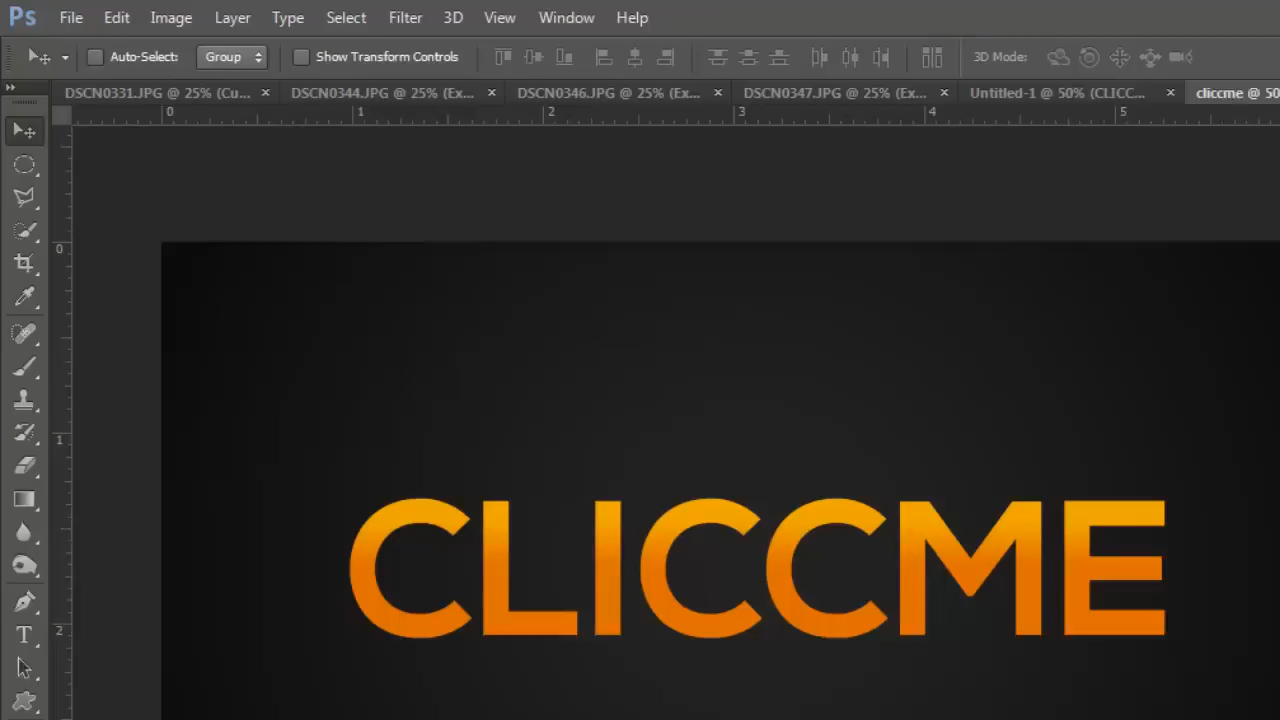 Ps File Edit Image Layer Type Select Filter 3D View Window Help
Auto-Select: Group Show Transform Controls 3D Mode:
DSCN0331.JPG @ 25% (Cu... × DSCN0344.JPG @ 25% (Ex... × DSCN0346.JPG @ 25% (Ex... × DSCN0347.JPG @ 25% (Ex... × Untitled-1 @ 50% (CLICC... × cliccme @ 50
0 1 2 3 4 5
0
1
CLICCME
2
T